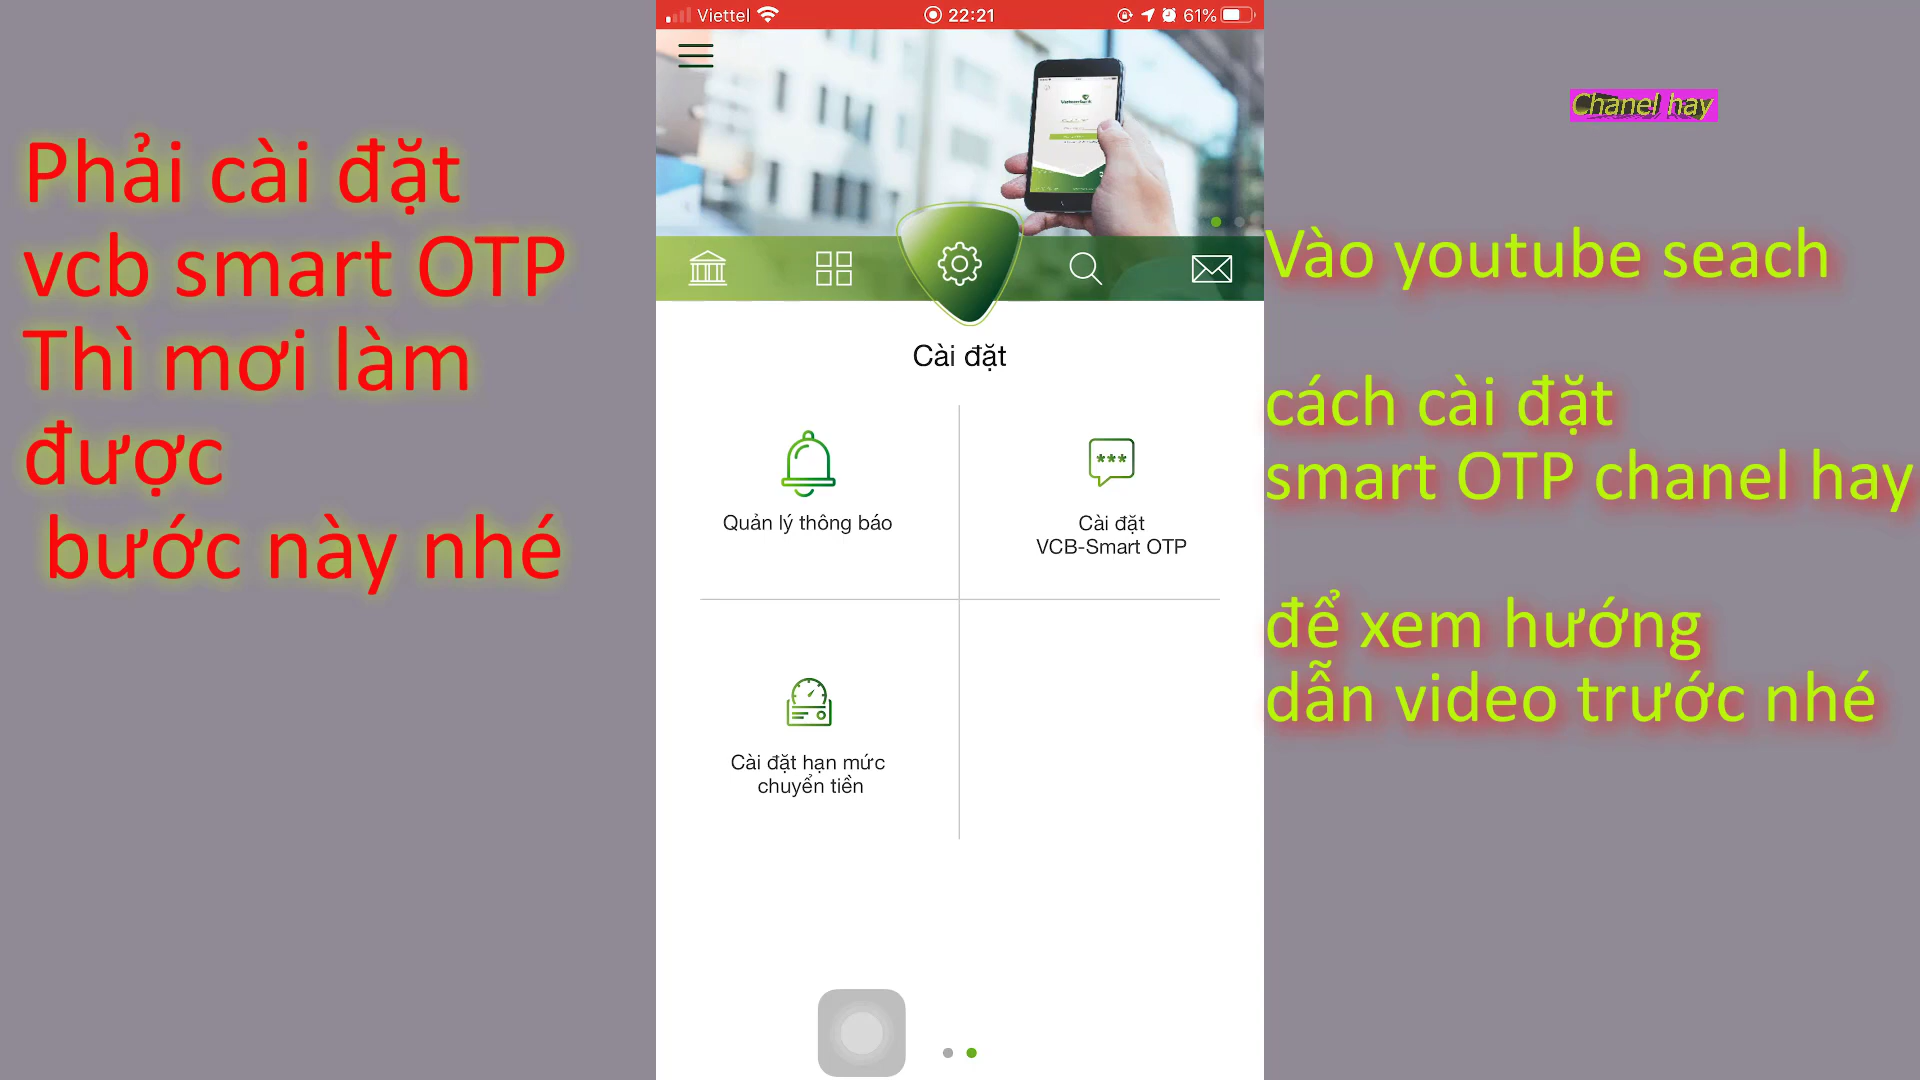 Viettel
22:21
61%
Chanel hay
Phải cài đặt
vcb smart OTP
Thì mơi làm
được
bước này nhé
Cài đặt
Quản lý thông báo
Cài đặt
VCB-Smart OTP
Cài đặt hạn mức
chuyển tiền
Vào youtube seach
cách cài đặt
smart OTP chanel hay
để xem hướng
dẫn video trước nhé